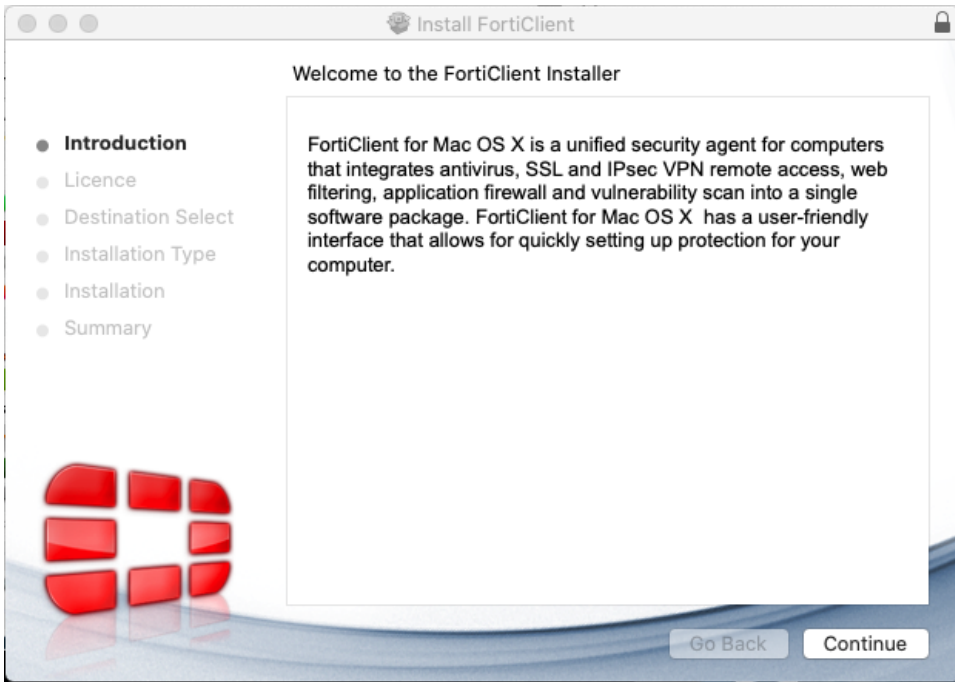 Install FortiClient
Welcome to the FortiClient Installer
Introduction
Licence
Destination Select
Installation Type
Installation
Summary
FortiClient for Mac OS X is a unified security agent for computers
that integrates antivirus, SSL and IPsec VPN remote access, web
filtering, application firewall and vulnerability scan into a single
software package. FortiClient for Mac OS X  has a user-friendly
interface that allows for quickly setting up protection for your
computer.
Go Back
Continue